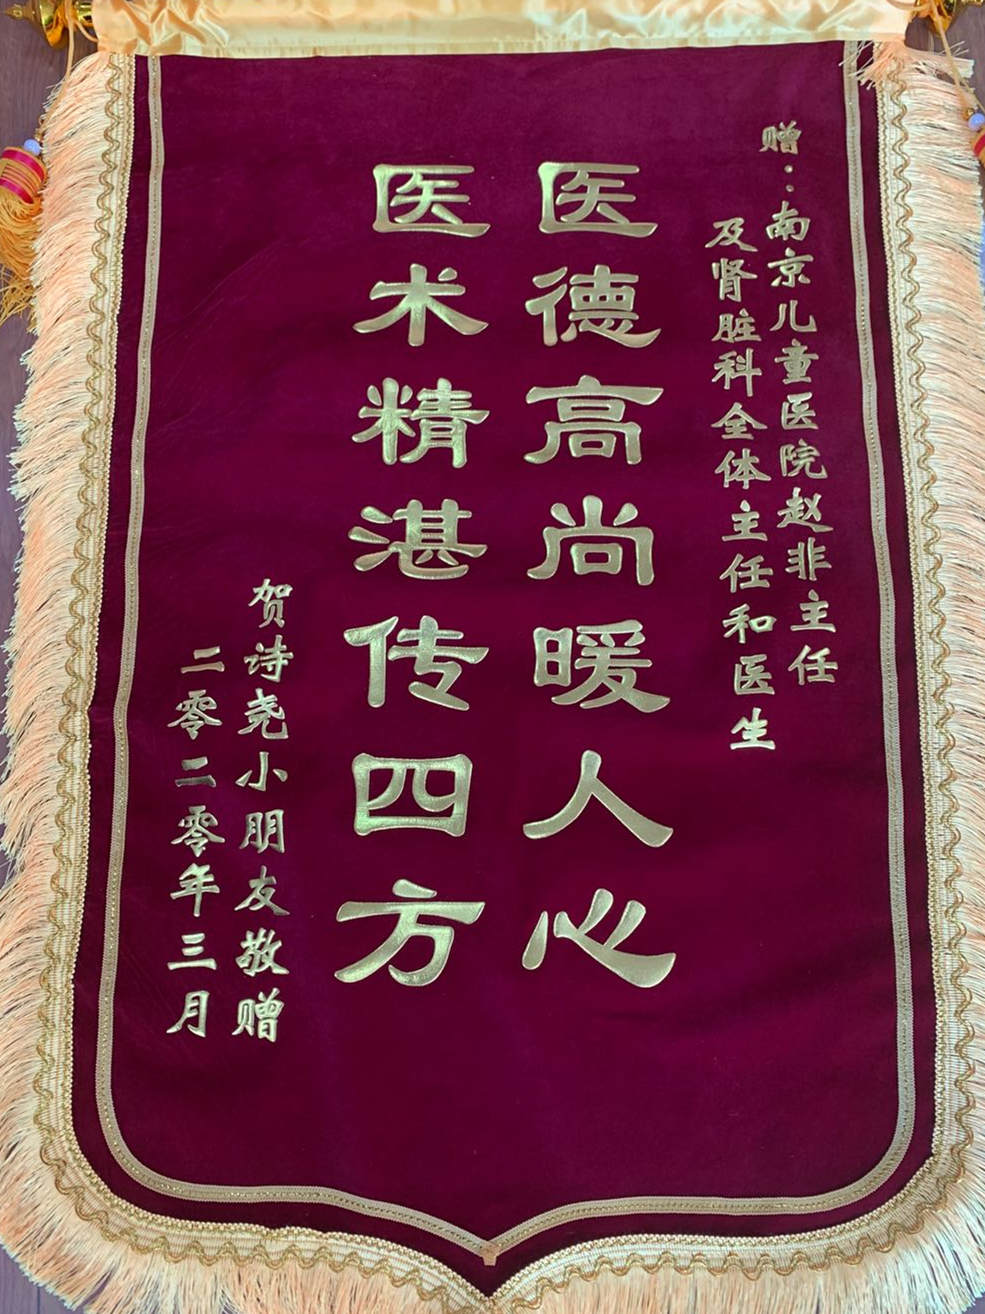 赠：南京儿童医院赵非主任
及肾脏科全体主任和医生
医德高尚暖人心
医术精湛传四方
贺诗尧小朋友敬赠
二零二零年三月